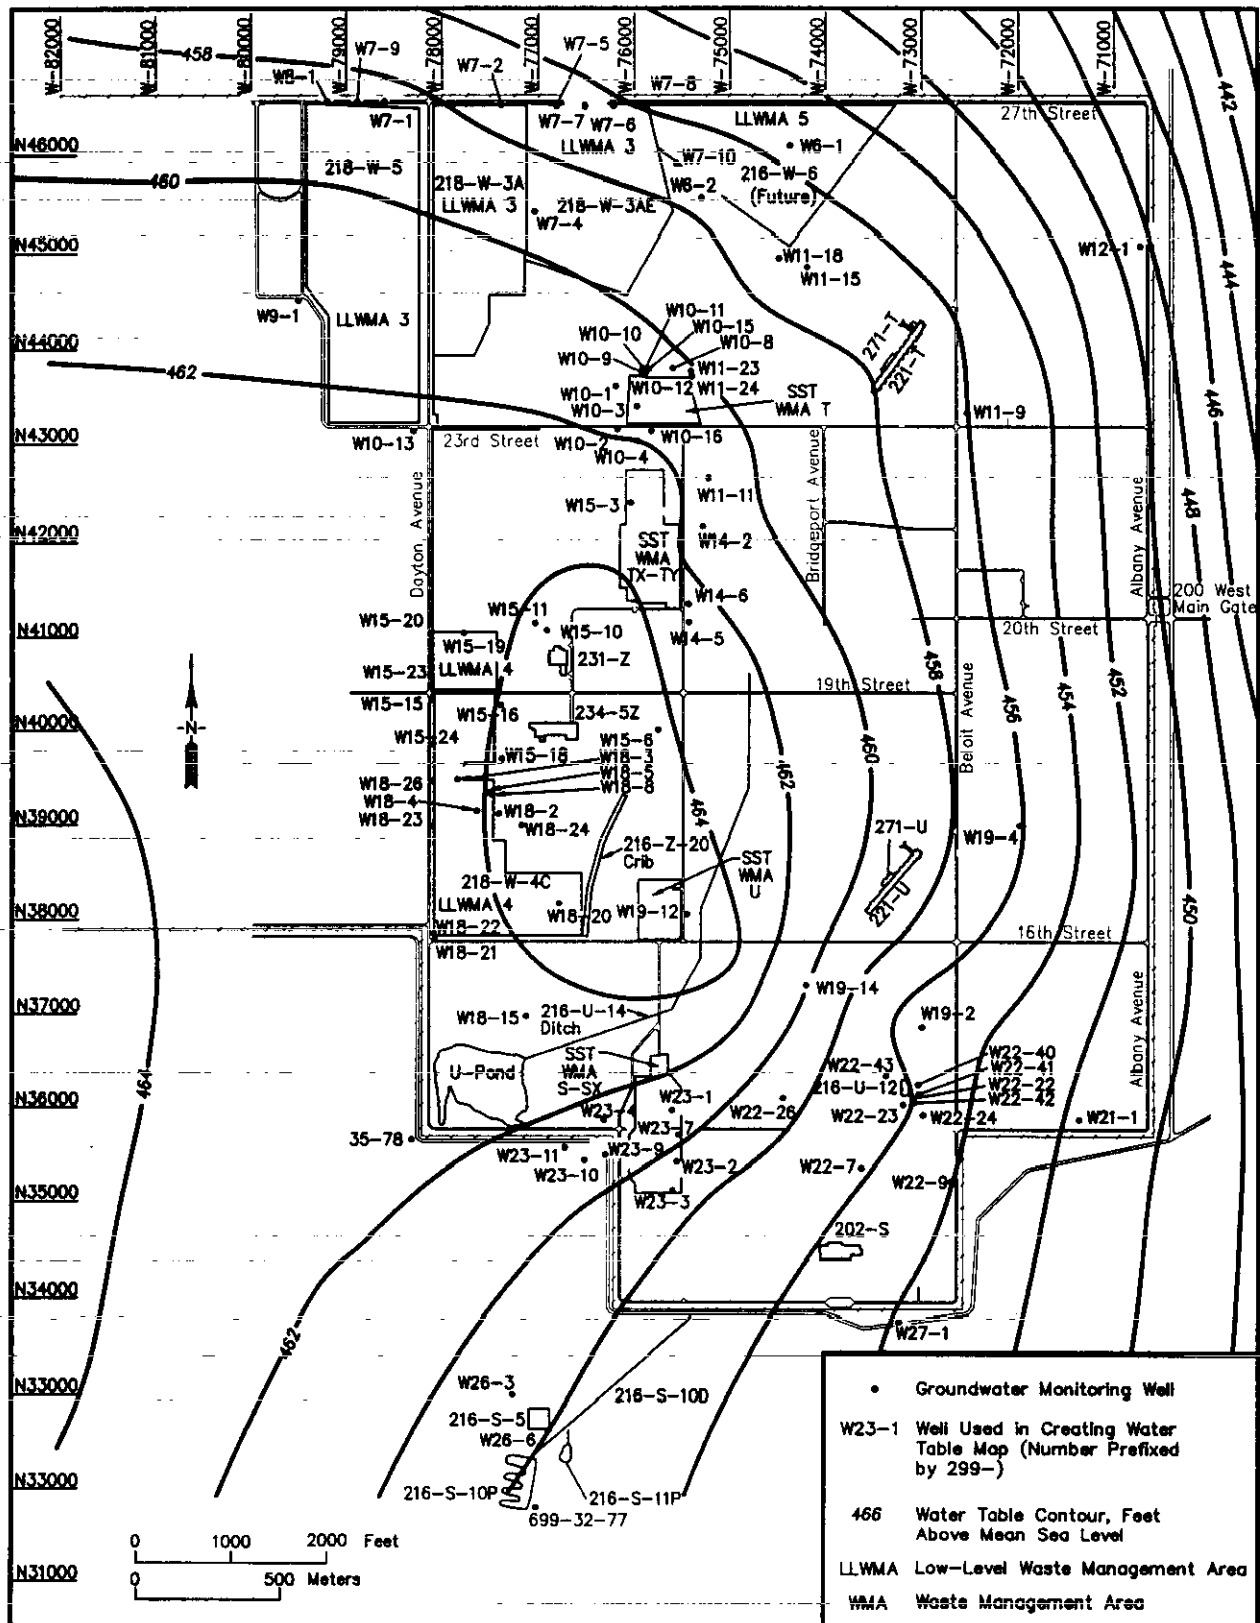 W-82000
W-81000
W-80000
W-79000
W-78000
W-77000
W-76000
W-75000
W-74000
W-73000
W-72000
W-71000
458
W7-9
W8-1
W7-2
W7-5
W7-8
442
W7-1
W7-7
W7-6
LLWMA 5
27th Street
N46000
LLWMA 3
W6-1
218-W-5
W7-10
460
218-W-3A
LLWMA 3
218-W-3AE
W6-2
216-W-6
(Future)
W7-4
N45000
W12-1
W11-18
W11-15
444
W9-1
LLWMA 3
W10-11
W10-15
W10-10
W10-8
271-T
221-T
N44000
W10-9
W11-23
462
W10-12
W11-24
W10-1
W10-3
SST
WMA T
446
W11-9
N43000
W10-13
23rd Street
W10-2
W10-16
W10-4
Dayton Avenue
Bridgeport Avenue
Albany Avenue
W11-11
448
W15-3
N42000
SST
WMA
TX-TY
W14-2
W14-6
200 West
Main Gate
W15-11
W15-20
W15-10
W14-5
20th Street
N41000
W15-19
231-Z
W15-23
LLWMA 4
458
452
W15-15
19th Street
454
456
Beloit Avenue
W15-16
234-5Z
N40000
-N-
W15-24
W15-6
460
W15-18
W18-3
W18-5
W18-8
462
W18-26
W18-4
W18-2
464
N39000
W18-23
W18-24
271-U
W19-4
216-Z-20
Crib
SST
WMA
U
221-U
218-W-4C
LLWMA 4
W18-20
W19-12
450
N38000
W18-22
16th Street
W18-21
W19-14
N37000
216-U-14
Ditch
W18-15
W19-2
Albany Avenue
W22-40
W22-41
W22-22
W22-42
SST
WMA
S-SX
W22-43
U-Pond
216-U-12
464
W23-1
N36000
W23-4
W22-26
W22-23
W22-24
W21-1
W23-7
35-78
W23-9
W23-11
W23-10
W23-2
W22-7
W22-9
N35000
W23-3
202-S
N34000
462
W27-1
W26-3
N33000
216-S-5
216-S-10D
W26-6
N33000
216-S-10P
216-S-11P
699-32-77
0 1000 2000 Feet
0 500 Meters
N31000
Groundwater Monitoring Well
W23-1 Well Used in Creating Water
Table Map (Number Prefixed
by 299-)
466 Water Table Contour, Feet
Above Mean Sea Level
LLWMA Low-Level Waste Management Area
WMA Waste Management Area